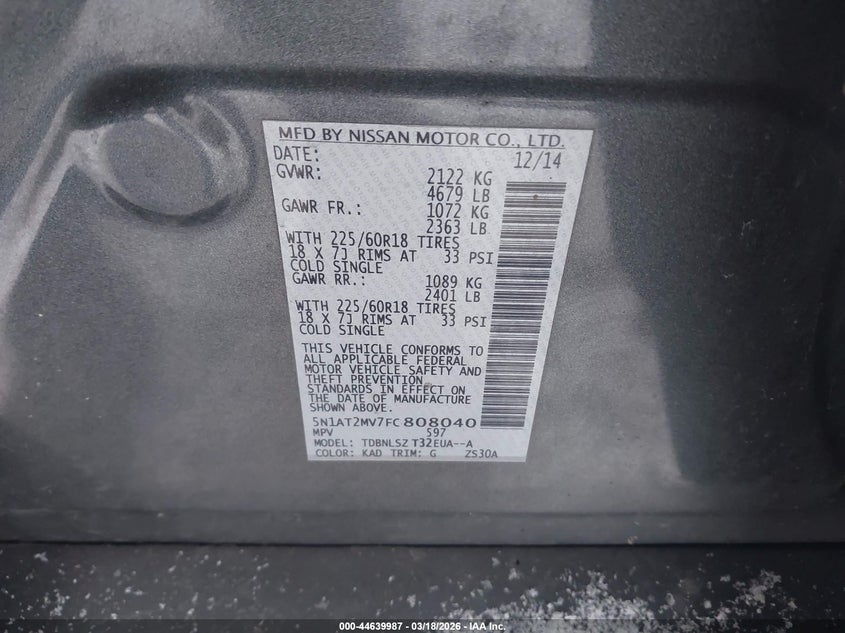 MFD BY NISSAN MOTOR CO., LTD.
DATE: 12/14
GVWR: 2122 KG
4679 LB
GAWR FR.: 1072 KG
2363 LB
WITH 225/60R18 TIRES
18 X 7J RIMS AT 33 PSI
COLD SINGLE
GAWR RR.: 1089 KG
2401 LB
WITH 225/60R18 TIRES
18 X 7J RIMS AT 33 PSI
COLD SINGLE
THIS VEHICLE CONFORMS TO
ALL APPLICABLE FEDERAL
MOTOR VEHICLE SAFETY AND
THEFT PREVENTION
STANDARDS IN EFFECT ON
THE DATE OF MANUFACTURE
SHOWN ABOVE.
5N1AT2MV7FC808040
MPV 597
MODEL: TDBNLSZ T32EUA--A
COLOR: KAD TRIM: G ZS30A
000-44639987 - 03/18/2026 - IAA Inc.